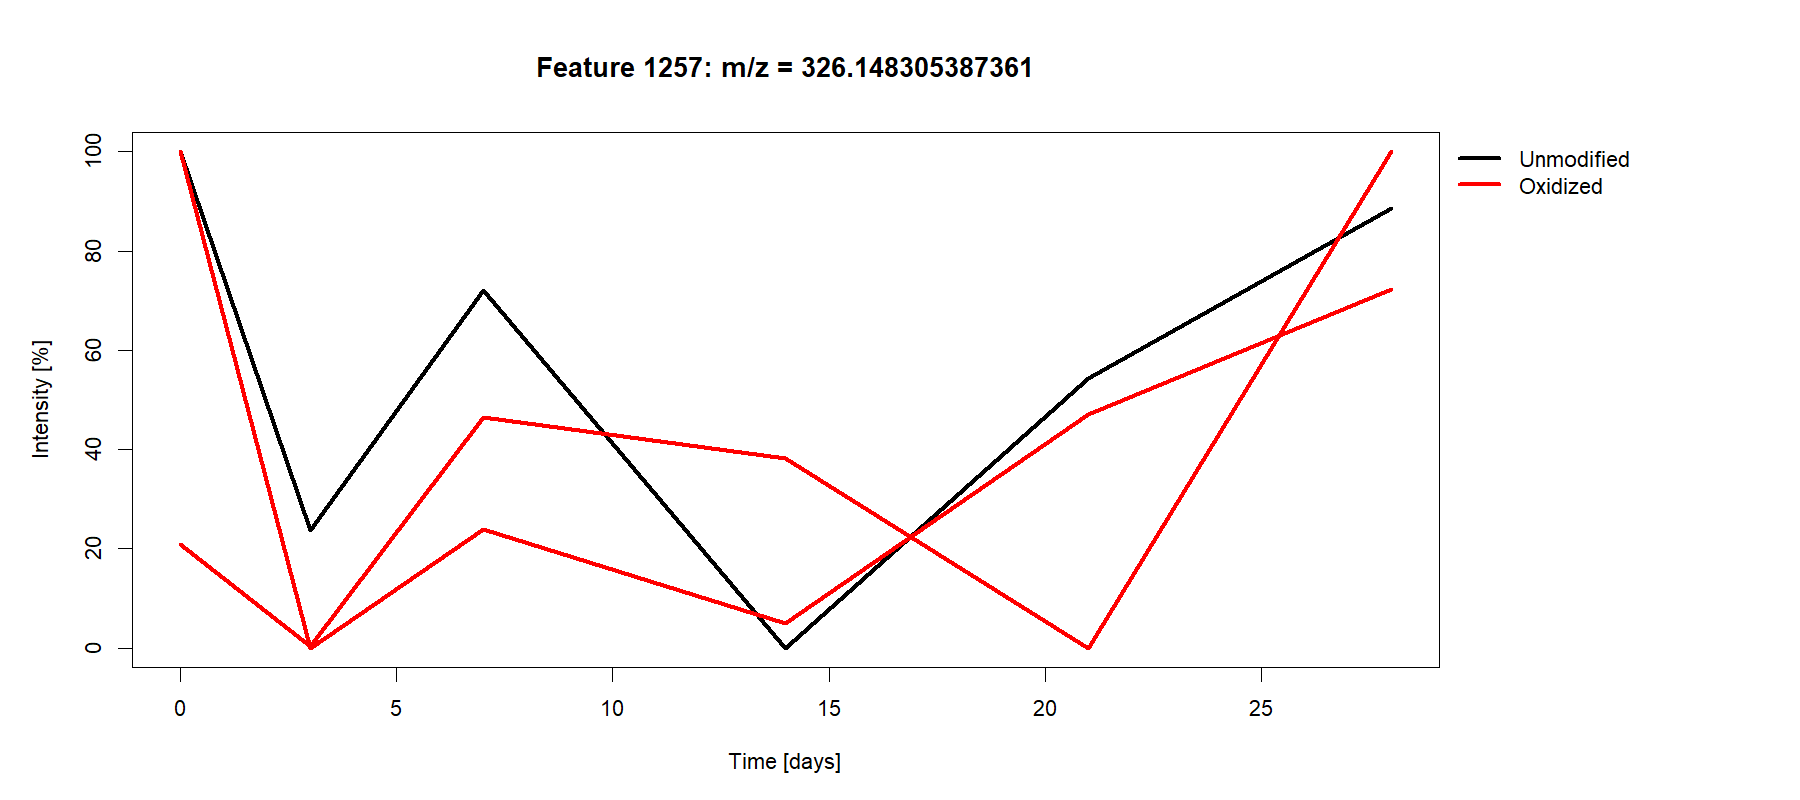 Feature 1257: m/z = 326.148305387361
Unmodified
Oxidized
Intensity [%]
100
80
60
40
20
0
0 5 10 15 20 25
Time [days]